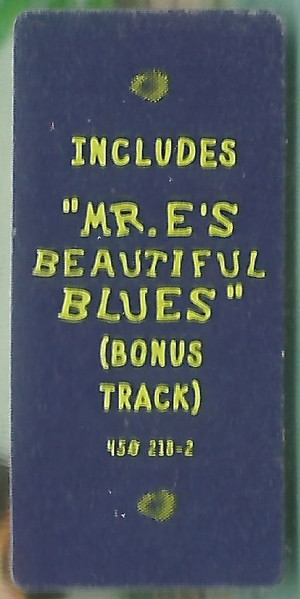 INCLUDES
"MR. E'S
BEAUTIFUL
BLUES"
(BONUS
TRACK)
450 218-2